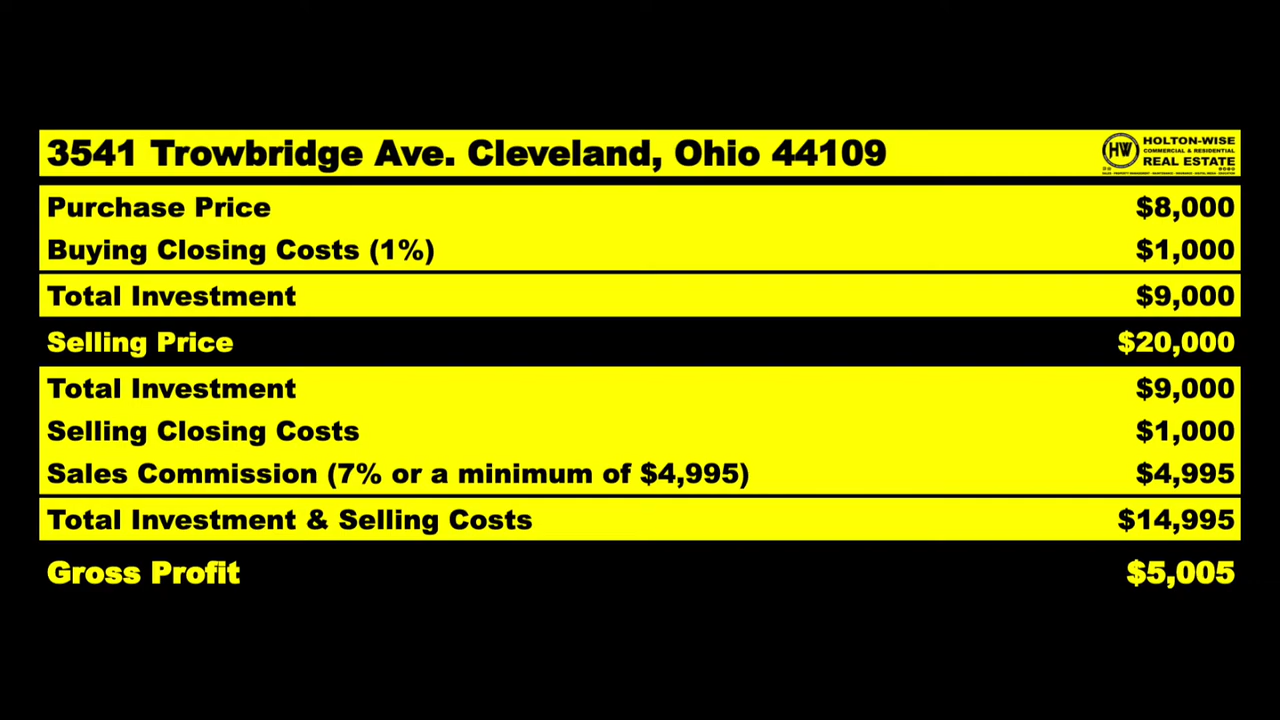 3541 Trowbridge Ave. Cleveland, Ohio 44109
HW
HOLTON-WISE
COMMERCIAL & RESIDENTIAL
REAL ESTATE
Purchase Price $8,000
Buying Closing Costs (1%) $1,000
Total Investment $9,000
Selling Price $20,000
Total Investment $9,000
Selling Closing Costs $1,000
Sales Commission (7% or a minimum of $4,995) $4,995
Total Investment & Selling Costs $14,995
Gross Profit $5,005